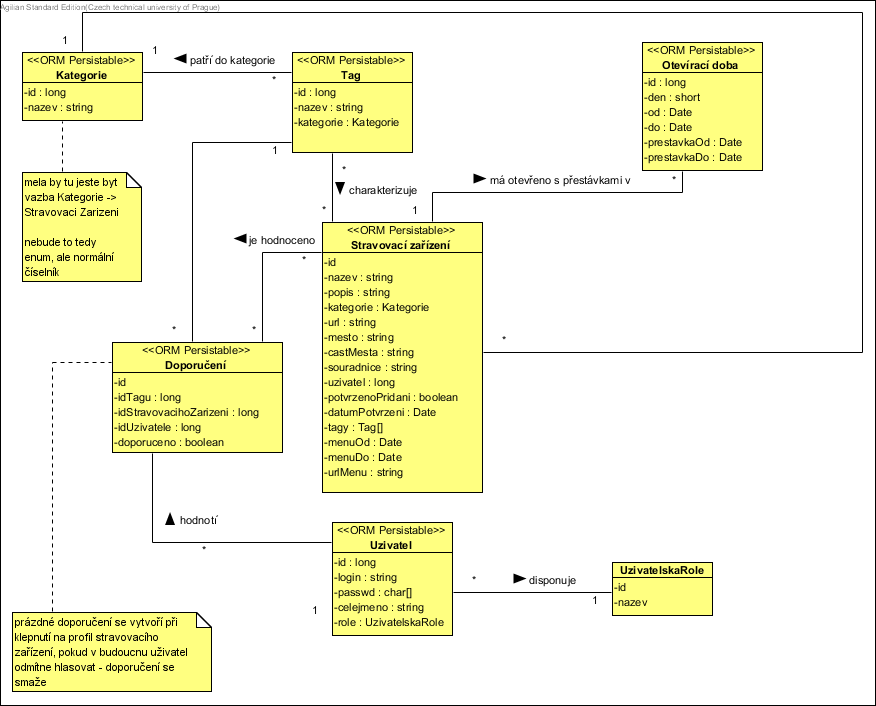 Agilian Standard Edition(Czech technical university of Prague)
1
<<ORM Persistable>>
Kategorie
-id : long
-nazev : string
1
patří do kategorie
*
<<ORM Persistable>>
Tag
-id : long
-nazev : string
-kategorie : Kategorie
<<ORM Persistable>>
Otevírací doba
-id : long
-den : short
-od : Date
-do : Date
-prestavkaOd : Date
-prestavkaDo : Date
mela by tu jeste byt
vazba Kategorie ->
Stravovaci Zarizeni
nebude to tedy
enum, ale normální
číselník
1
*
charakterizuje
*
má otevřeno s přestávkami v
*
1
je hodnoceno
*
<<ORM Persistable>>
Stravovací zařízení
-id
-nazev : string
-popis : string
-kategorie : Kategorie
-url : string
-mesto : string
-castMesta : string
-souradnice : string
-uzivatel : long
-potvrzenoPridani : boolean
-datumPotvrzeni : Date
-tagy : Tag[]
-menuOd : Date
-menuDo : Date
-urlMenu : string
*
*
*
<<ORM Persistable>>
Doporučení
-id
-idTagu : long
-idStravovacihoZarizeni : long
-idUzivatele : long
-doporuceno : boolean
hodnotí
*
<<ORM Persistable>>
Uzivatel
-id : long
-login : string
-passwd : char[]
-celejmeno : string
-role : UzivatelskaRole
1
*
disponuje
1
UzivatelskaRole
-id
-nazev
prázdné doporučení se vytvoří při
klepnutí na profil stravovacího
zařízení, pokud v budoucnu uživatel
odmítne hlasovat - doporučení se
smaže